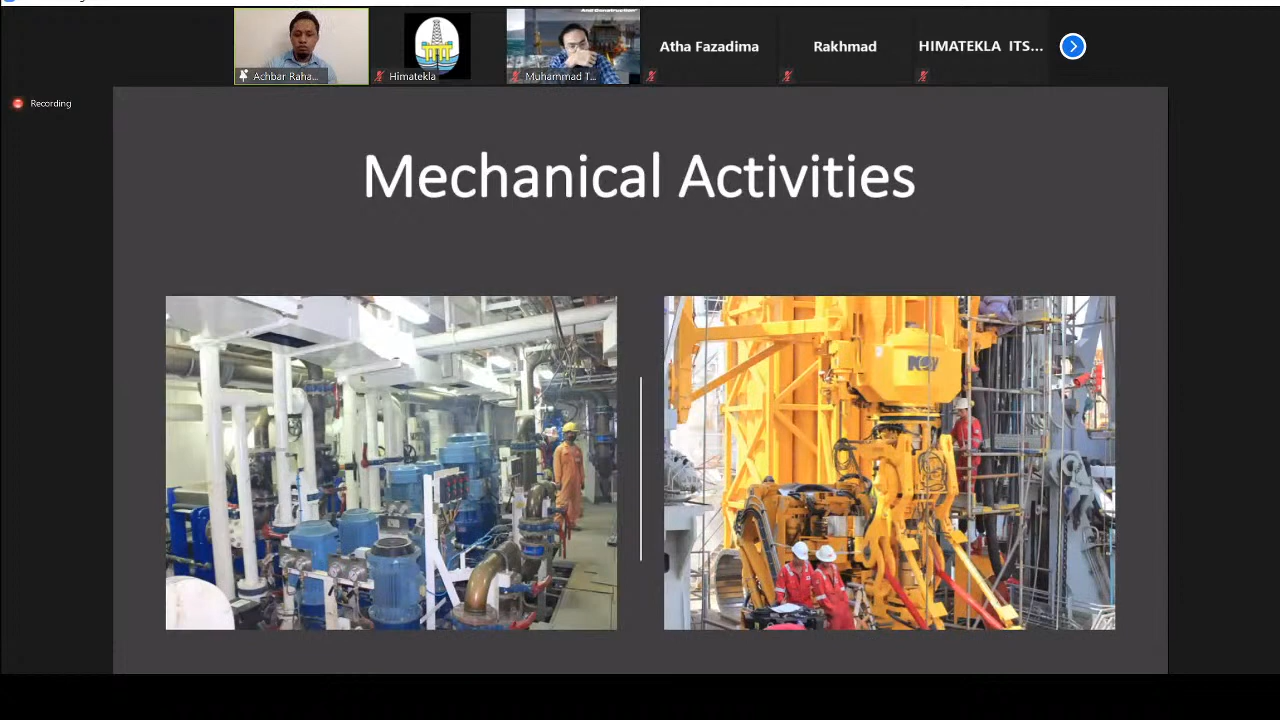 Achbar Raha...
Himatekla
Muhammad T...
Atha Fazadima
Rakhmad
HIMATEKLA ITS...
Recording
Mechanical Activities
NOV